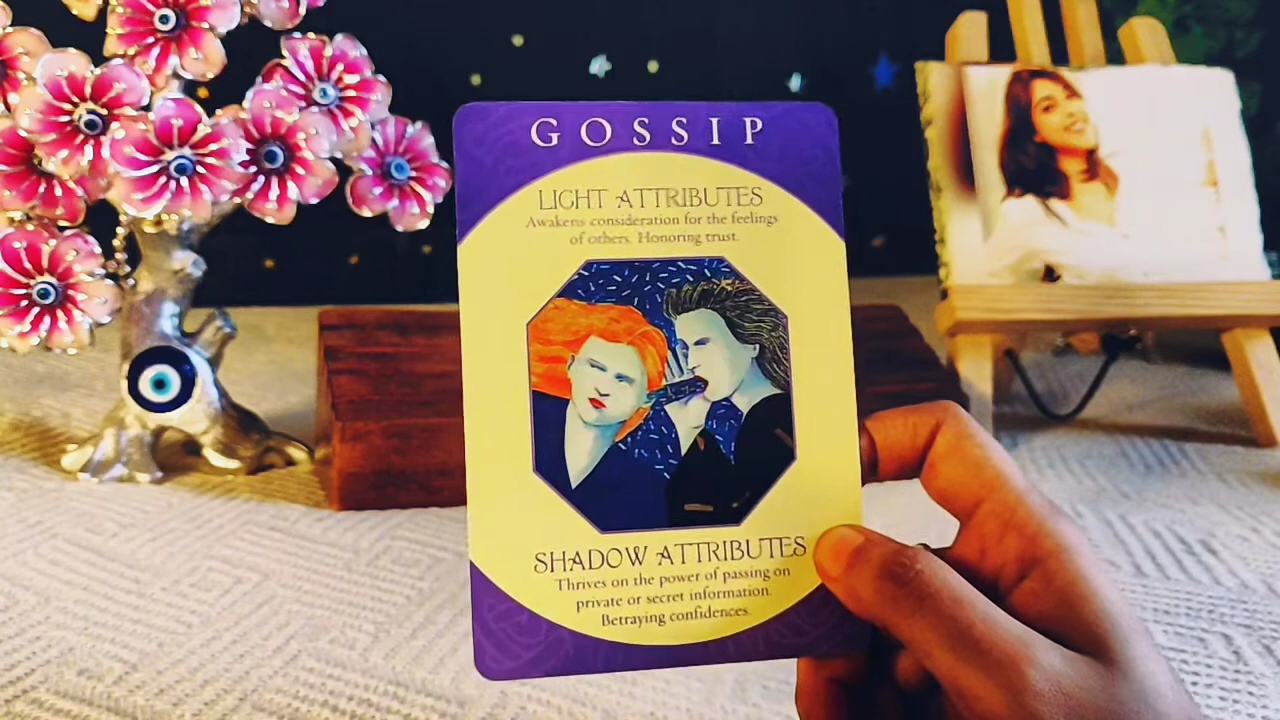 GOSSIP
LIGHT ATTRIBUTES
Awakens consideration for the feelings
of others. Honoring trust.
SHADOW ATTRIBUTES
Thrives on the power of passing on
private or secret information.
Betraying confidences.